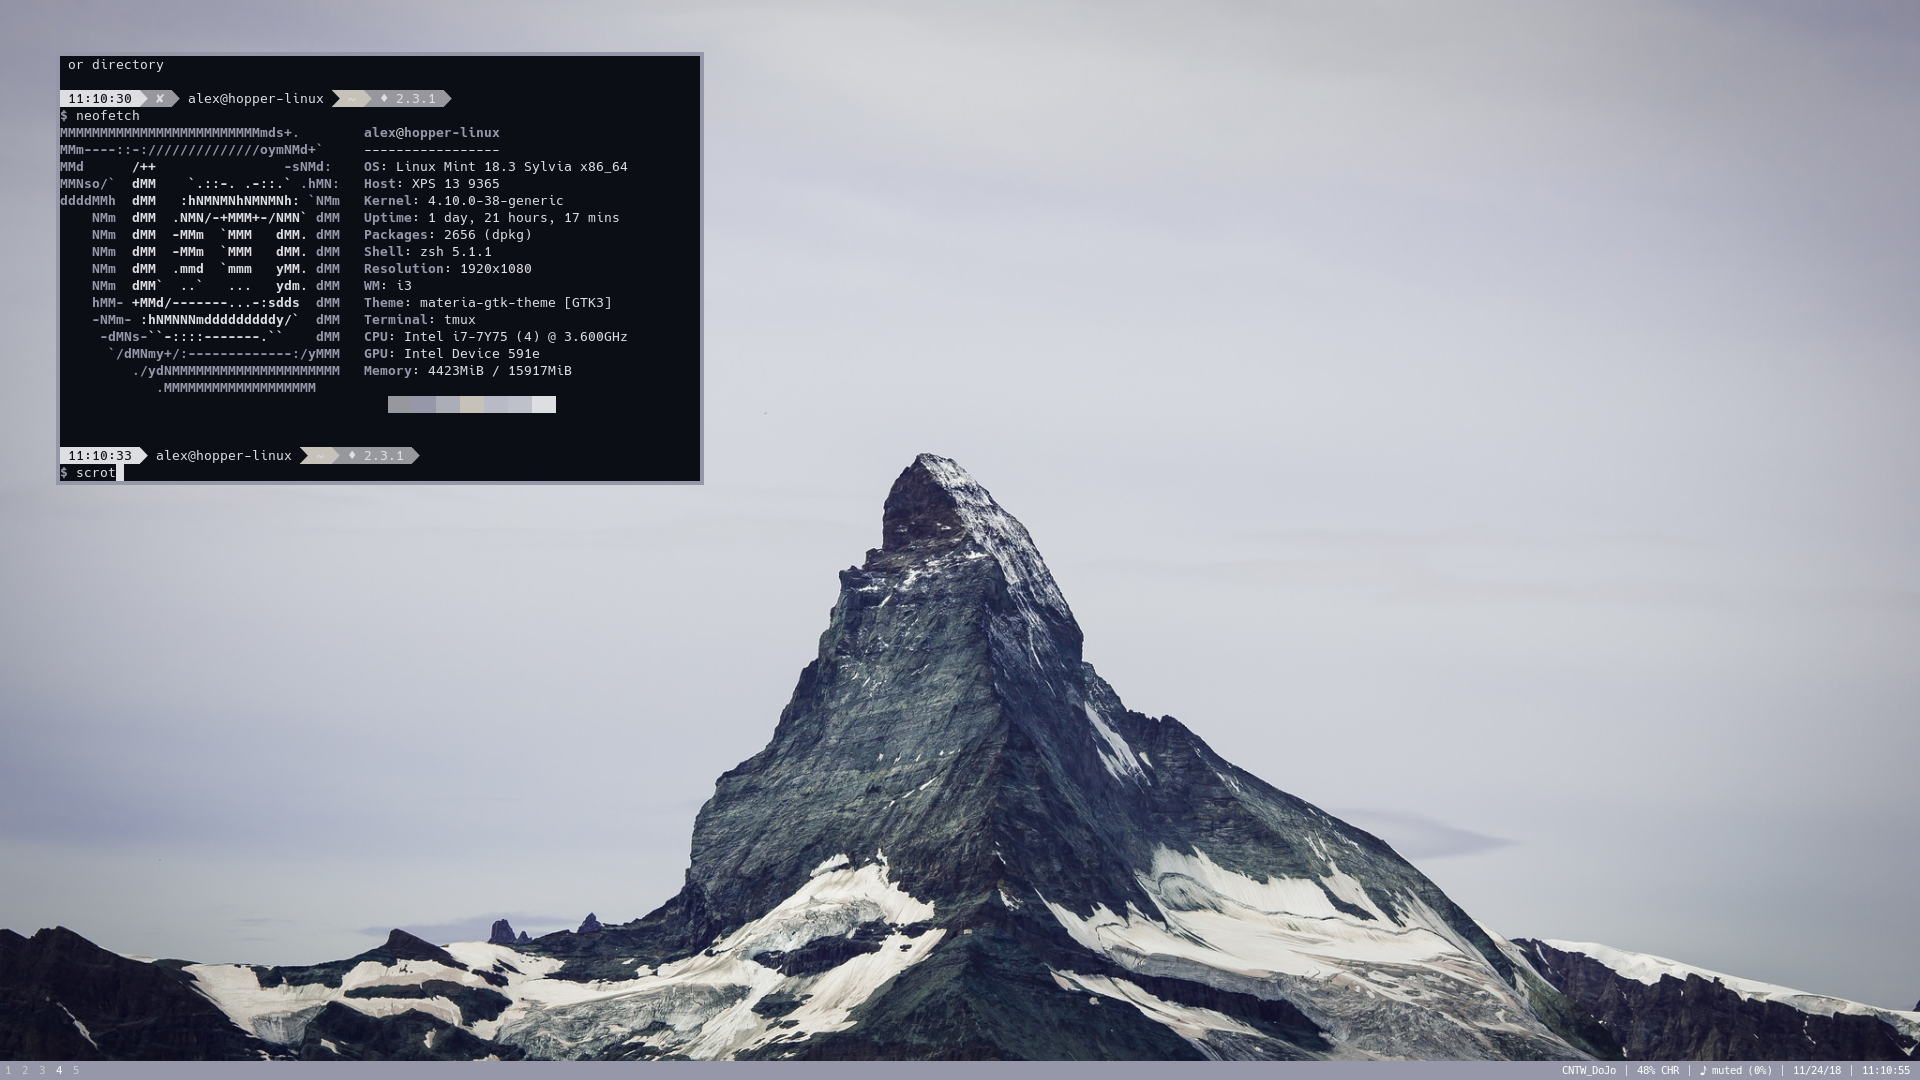 or directory
11:10:30 ✘ alex@hopper-linux ~ ♦ 2.3.1
$ neofetch
MMMMMMMMMMMMMMMMMMMMMMMMMmds+. alex@hopper-linux
MMm----::-://////////////oymNMd+` -----------------
MMd /++ -sNMd: OS: Linux Mint 18.3 Sylvia x86_64
MMNso/` dMM `.::-. .-::.` .hMN: Host: XPS 13 9365
ddddMMh dMM :hNMNMNhNMNMNh: `NMm Kernel: 4.10.0-38-generic
NMm dMM .NMN/-+MMM+-/NMN` dMM Uptime: 1 day, 21 hours, 17 mins
NMm dMM -MMm `MMM dMM. dMM Packages: 2656 (dpkg)
NMm dMM -MMm `MMM dMM. dMM Shell: zsh 5.1.1
NMm dMM .mmd `mmm yMM. dMM Resolution: 1920x1080
NMm dMM` ..` ... ydm. dMM WM: i3
hMM- +MMd/-------...-:sdds dMM Theme: materia-gtk-theme [GTK3]
-NMm- :hNMNNNmdddddddddy/` dMM Terminal: tmux
-dMNs-``-::::-------.`` dMM CPU: Intel i7-7Y75 (4) @ 3.600GHz
`/dMNmy+/:-------------:/yMMM GPU: Intel Device 591e
./ydNMMMMMMMMMMMMMMMMMMMMM Memory: 4423MiB / 15917MiB
.MMMMMMMMMMMMMMMMMMM
11:10:33 alex@hopper-linux ~ ♦ 2.3.1
$ scrot
1 2 3 4 5 CNTW_DoJo | 48% CHR | ♪ muted (0%) | 11/24/18 | 11:10:55